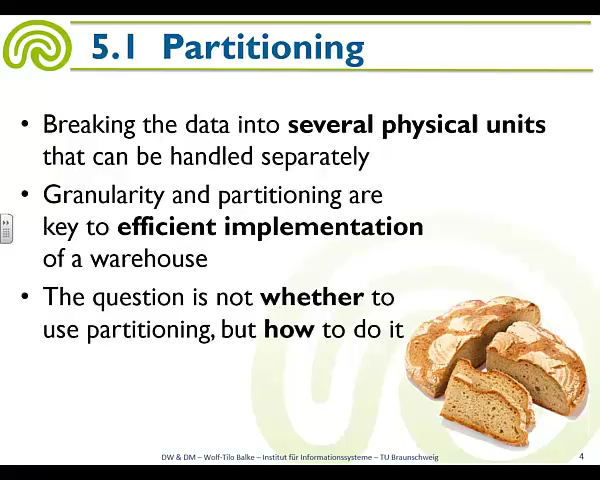 5.1 Partitioning
• Breaking the data into several physical units
that can be handled separately
• Granularity and partitioning are
key to efficient implementation
of a warehouse
• The question is not whether to
use partitioning, but how to do it
DW & DM – Wolf-Tilo Balke – Institut für Informationssysteme – TU Braunschweig
4